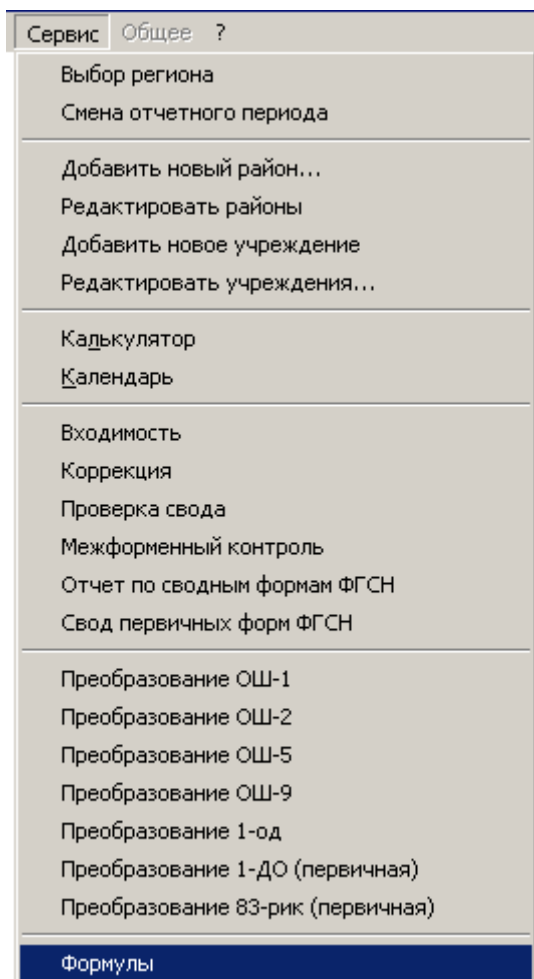 Сервис Общее ?
Выбор региона
Смена отчетного периода
Добавить новый район...
Редактировать районы
Добавить новое учреждение
Редактировать учреждения...
Калькулятор
Календарь
Входимость
Коррекция
Проверка свода
Межформенный контроль
Отчет по сводным формам ФГСН
Свод первичных форм ФГСН
Преобразование ОШ-1
Преобразование ОШ-2
Преобразование ОШ-5
Преобразование ОШ-9
Преобразование 1-од
Преобразование 1-ДО (первичная)
Преобразование 83-рик (первичная)
Формулы